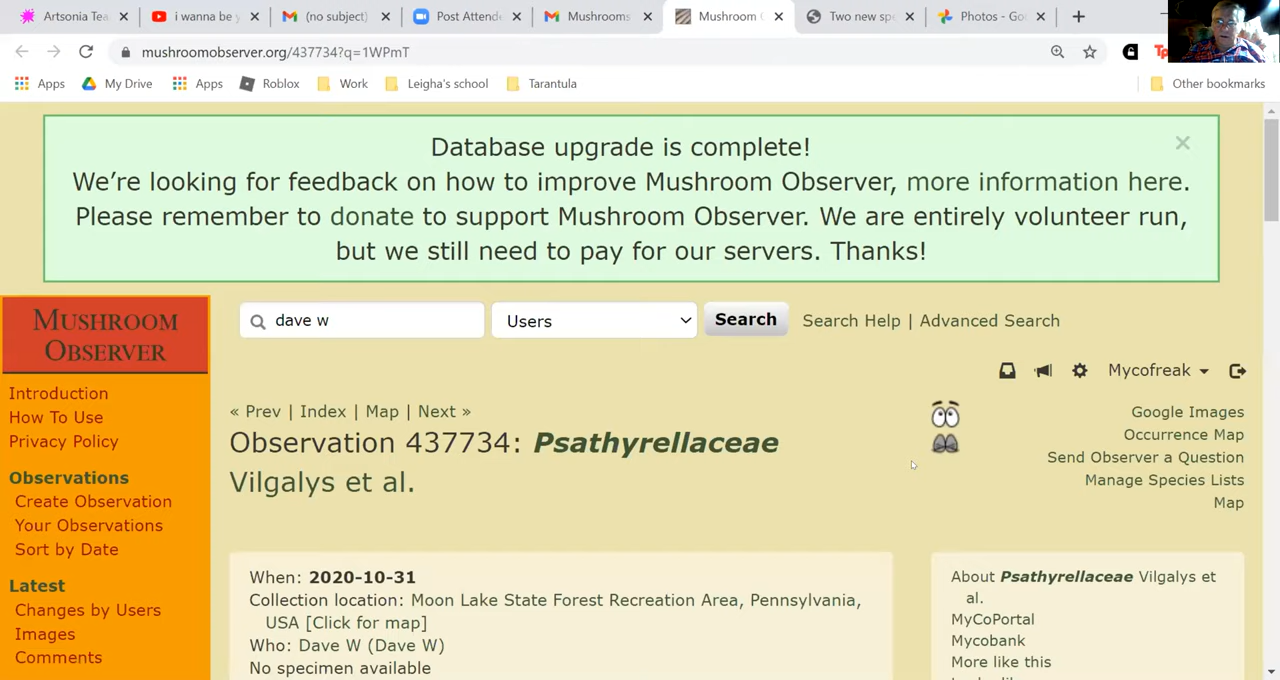 Artsonia Tea
i wanna be y
(no subject)
Post Attende
Mushrooms
Mushroom
Two new spe
Photos - Goo
mushroomobserver.org/437734?q=1WPmT
Apps
My Drive
Apps
Roblox
Work
Leigha's school
Tarantula
Other bookmarks
Database upgrade is complete!
We're looking for feedback on how to improve Mushroom Observer, more information here.
Please remember to donate to support Mushroom Observer. We are entirely volunteer run,
but we still need to pay for our servers. Thanks!
MUSHROOM
OBSERVER
dave w
Users
Search
Search Help | Advanced Search
Mycofreak
Introduction
How To Use
Privacy Policy
Observations
Create Observation
Your Observations
Sort by Date
Latest
Changes by Users
Images
Comments
« Prev | Index | Map | Next »
Observation 437734: Psathyrellaceae
Vilgalys et al.
Google Images
Occurrence Map
Send Observer a Question
Manage Species Lists
Map
When: 2020-10-31
Collection location: Moon Lake State Forest Recreation Area, Pennsylvania,
USA [Click for map]
Who: Dave W (Dave W)
No specimen available
About Psathyrellaceae Vilgalys et
al.
MyCoPortal
Mycobank
More like this